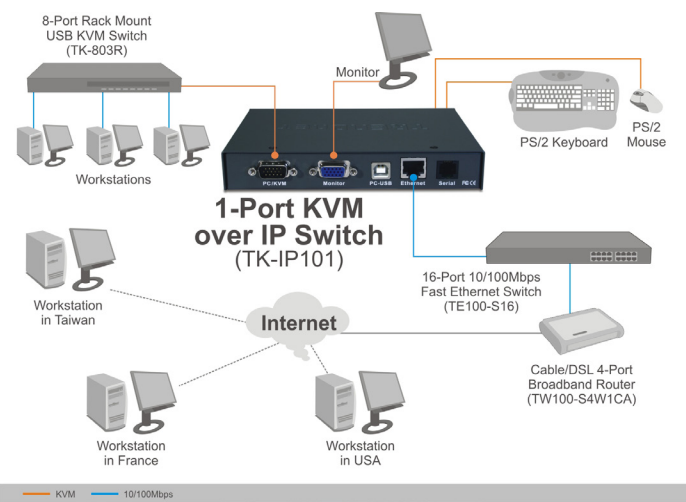 8-Port Rack Mount
USB KVM Switch
(TK-803R)
Monitor
PS/2 Keyboard
PS/2
Mouse
Workstations
PC/KVM
Monitor
PC-USB
Ethernet
Serial
1-Port KVM
over IP Switch
(TK-IP101)
16-Port 10/100Mbps
Fast Ethernet Switch
(TE100-S16)
Workstation
in Taiwan
Internet
Cable/DSL 4-Port
Broadband Router
(TW100-S4W1CA)
Workstation
in France
Workstation
in USA
KVM
10/100Mbps